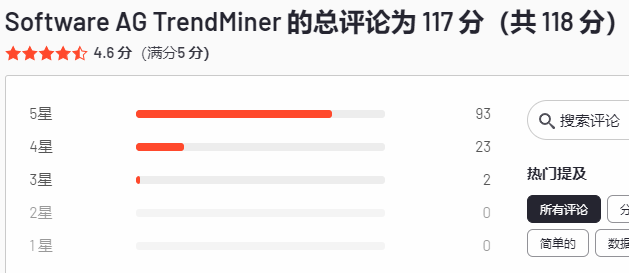 Software AG TrendMiner 的总评论为 117 分（共 118 分）
4.6 分（满分5 分）
5星 93
4星 23
3星 2
2星 0
1 星 0
搜索评论
热门提及
所有评论 分
简单的 数据